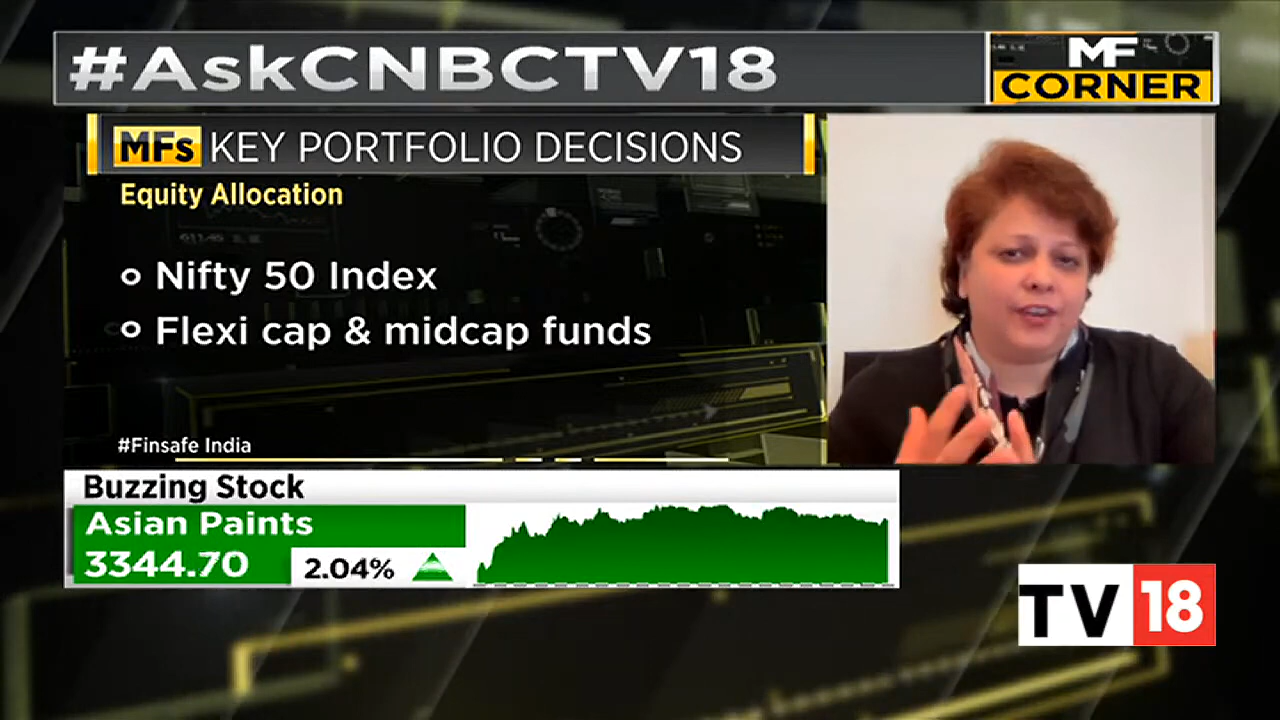 #AskCNBCTV18
MF
CORNER
MFs KEY PORTFOLIO DECISIONS
Equity Allocation
Nifty 50 Index
Flexi cap & midcap funds
#Finsafe India
Buzzing Stock
Asian Paints
3344.70
2.04%
TV18